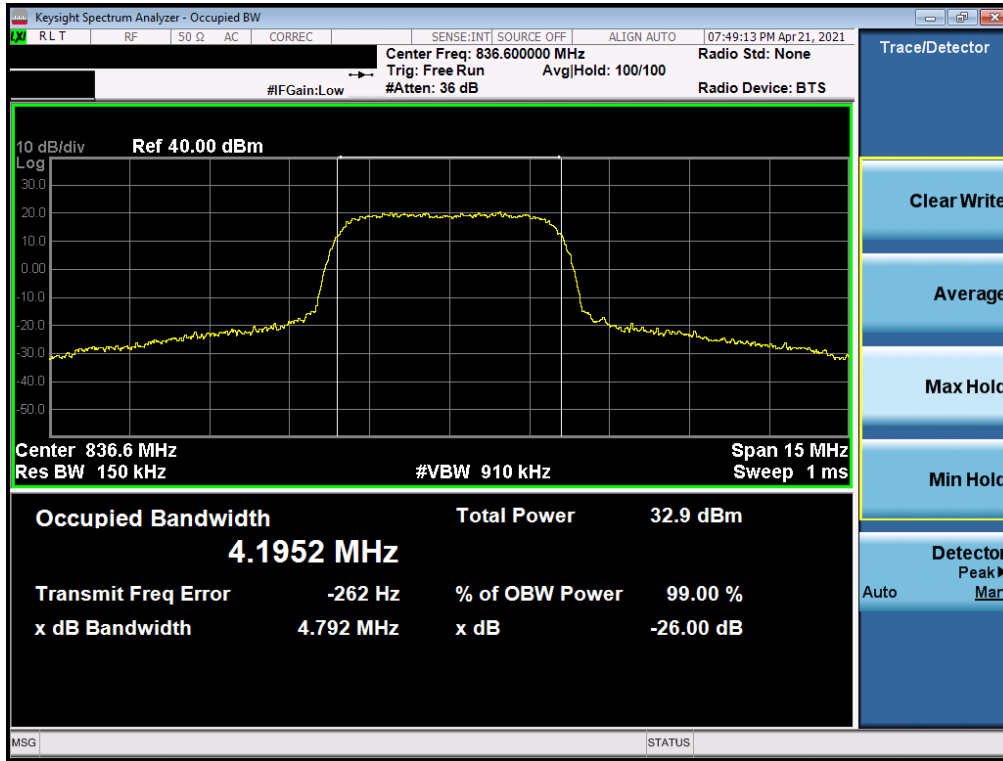 Keysight Spectrum Analyzer - Occupied BW
LXI RLT RF 50 Ω AC CORREC SENSE:INT SOURCE OFF ALIGN AUTO 07:49:13 PM Apr 21, 2021
Center Freq: 836.600000 MHz Radio Std: None
Trig: Free Run Avg|Hold: 100/100
#IFGain:Low #Atten: 36 dB Radio Device: BTS
Trace/Detector
10 dB/div Ref 40.00 dBm
Log
30.0
20.0
10.0
0.00
-10.0
-20.0
-30.0
-40.0
-50.0
Center 836.6 MHz Span 15 MHz
Res BW 150 kHz #VBW 910 kHz Sweep 1 ms
Occupied Bandwidth Total Power 32.9 dBm
4.1952 MHz
Transmit Freq Error -262 Hz % of OBW Power 99.00 %
x dB Bandwidth 4.792 MHz x dB -26.00 dB
Clear Write
Average
Max Hold
Min Hold
Detector
Peak▶
Auto Man
MSG STATUS